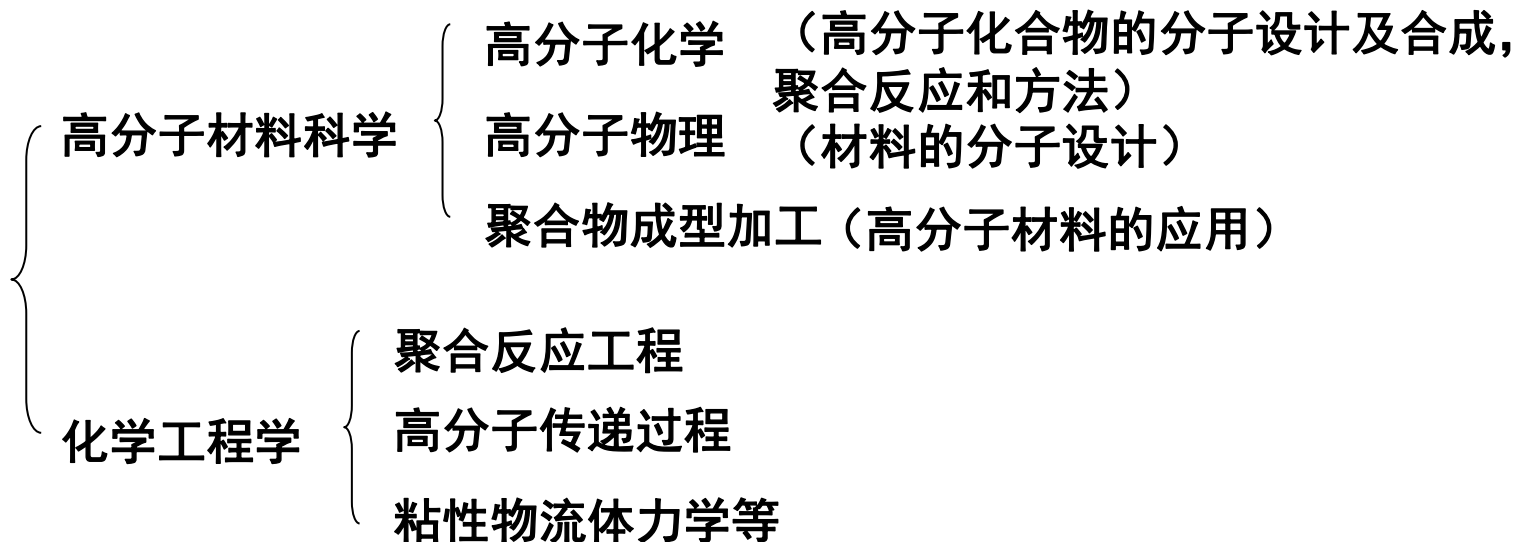 高分子化学 （高分子化合物的分子设计及合成，
聚合反应和方法）
高分子材料科学
高分子物理 （材料的分子设计）
聚合物成型加工（高分子材料的应用）
聚合反应工程
高分子传递过程
化学工程学
粘性物流体力学等